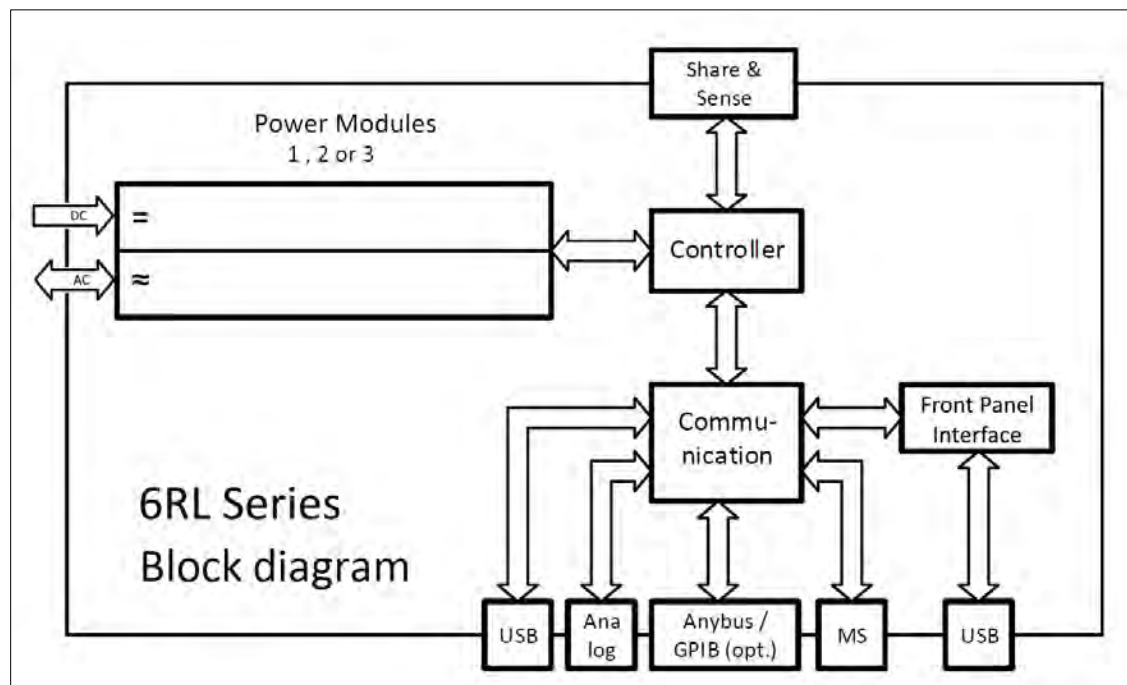 Share &
Sense
Power Modules
1 , 2 or 3
DC
=
Controller
AC
≈
Commu-
nication
Front Panel
Interface
6RL Series
Block diagram
USB
Ana
log
Anybus /
GPIB (opt.)
MS
USB